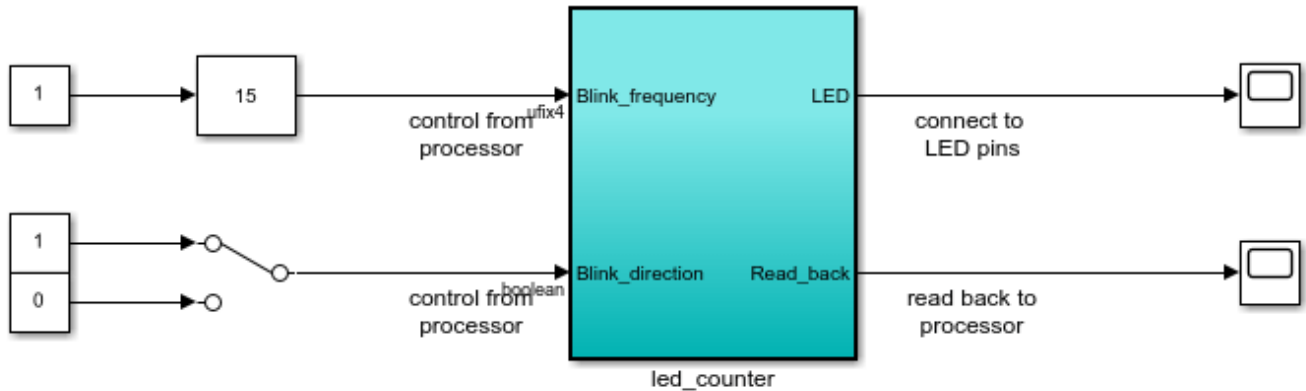 1
15
Blink_frequency
LED
ufix4
control from
processor
connect to
LED pins
1
0
Blink_direction
Read_back
boolean
control from
processor
read back to
processor
led_counter